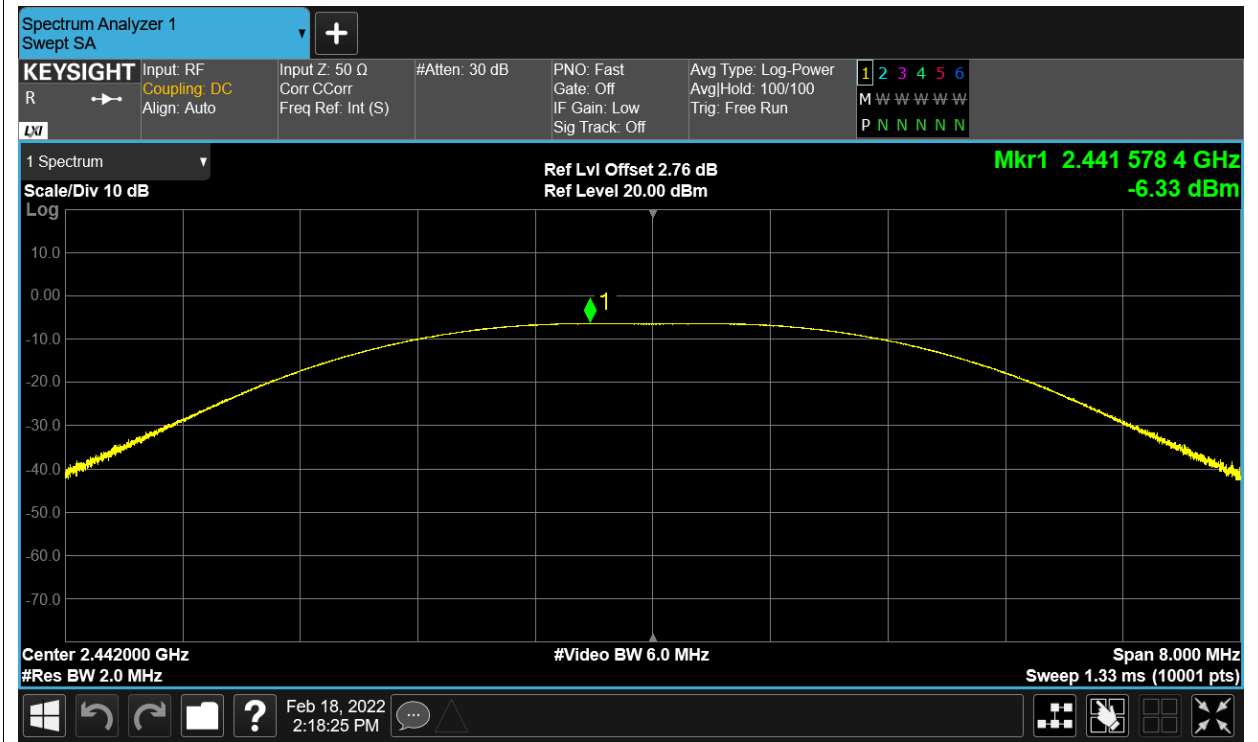 Spectrum Analyzer 1
Swept SA
KEYSIGHT
R
LXI
Input: RF
Coupling: DC
Align: Auto
Input Z: 50 Ω
Corr CCorr
Freq Ref: Int (S)
#Atten: 30 dB
PNO: Fast
Gate: Off
IF Gain: Low
Sig Track: Off
Avg Type: Log-Power
Avg|Hold: 100/100
Trig: Free Run
1 2 3 4 5 6
M W W W W W
P N N N N N
1 Spectrum
Scale/Div 10 dB
Log
Ref Lvl Offset 2.76 dB
Ref Level 20.00 dBm
Mkr1 2.441 578 4 GHz
-6.33 dBm
10.0
0.00
1
-10.0
-20.0
-30.0
-40.0
-50.0
-60.0
-70.0
Center 2.442000 GHz
#Res BW 2.0 MHz
#Video BW 6.0 MHz
Span 8.000 MHz
Sweep 1.33 ms (10001 pts)
?
Feb 18, 2022
2:18:25 PM